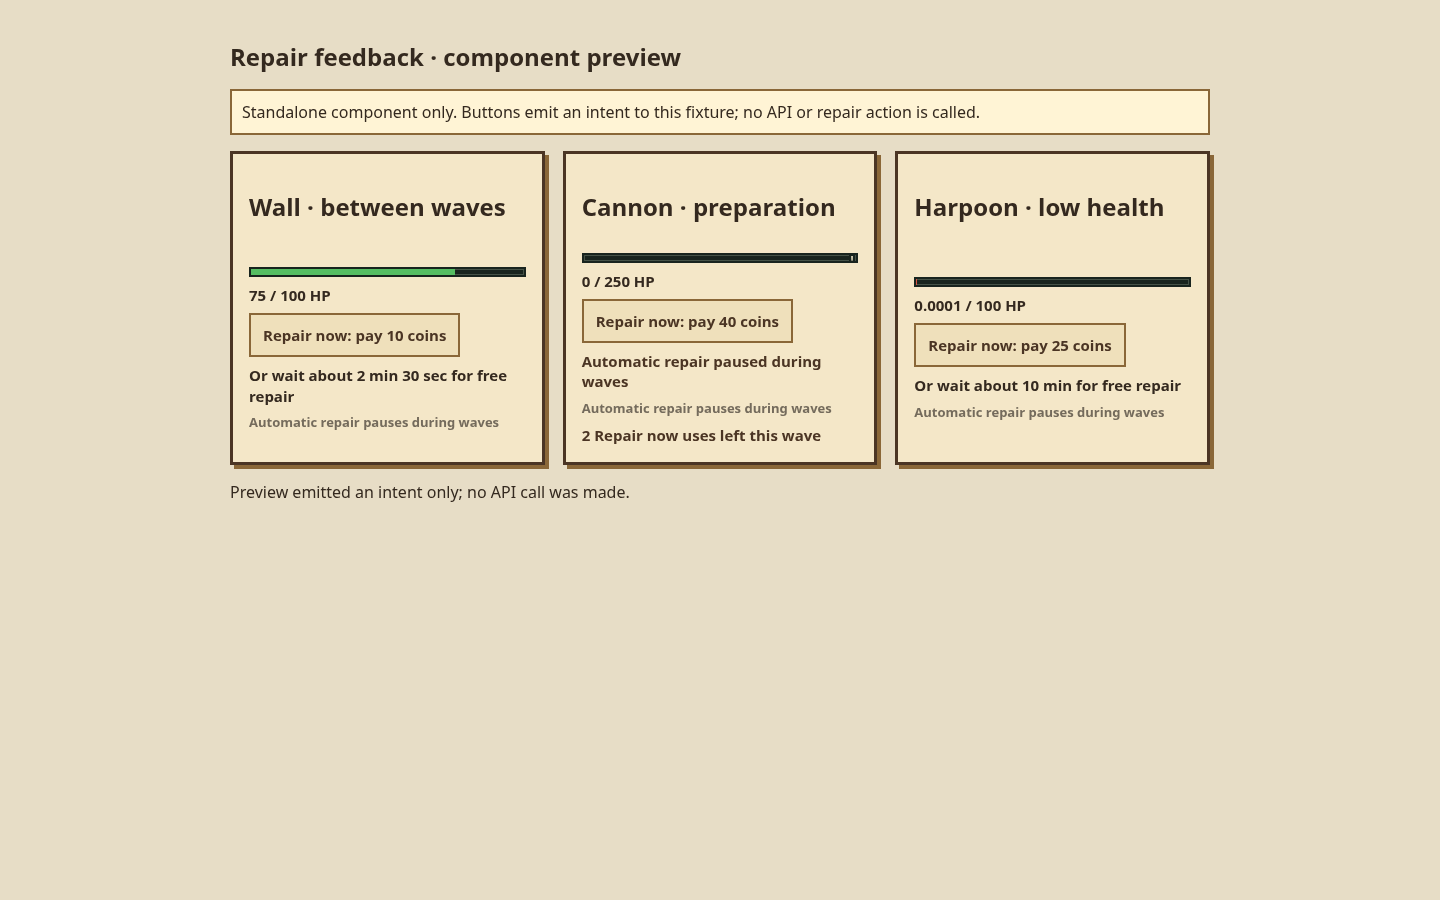 Repair feedback · component preview
Standalone component only. Buttons emit an intent to this fixture; no API or repair action is called.
Wall · between waves
75 / 100 HP
Repair now: pay 10 coins
Or wait about 2 min 30 sec for free
repair
Automatic repair pauses during waves
Cannon · preparation
0 / 250 HP
Repair now: pay 40 coins
Automatic repair paused during
waves
Automatic repair pauses during waves
2 Repair now uses left this wave
Harpoon · low health
0.0001 / 100 HP
Repair now: pay 25 coins
Or wait about 10 min for free repair
Automatic repair pauses during waves
Preview emitted an intent only; no API call was made.